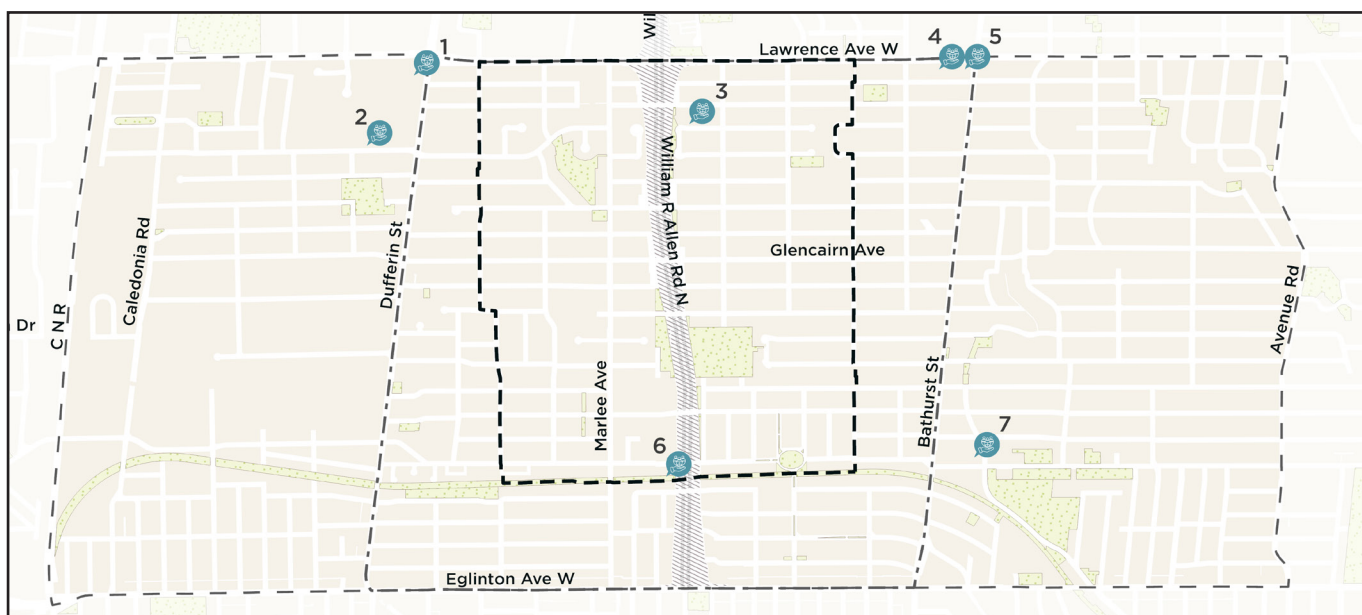 Wil
Lawrence Ave W
1
2
3
4
5
William R Allen Rd N
Caledonia Rd
Dufferin St
Glencairn Ave
Avenue Rd
C N R
Dr
Marlee Ave
Bathurst St
6
7
Eglinton Ave W